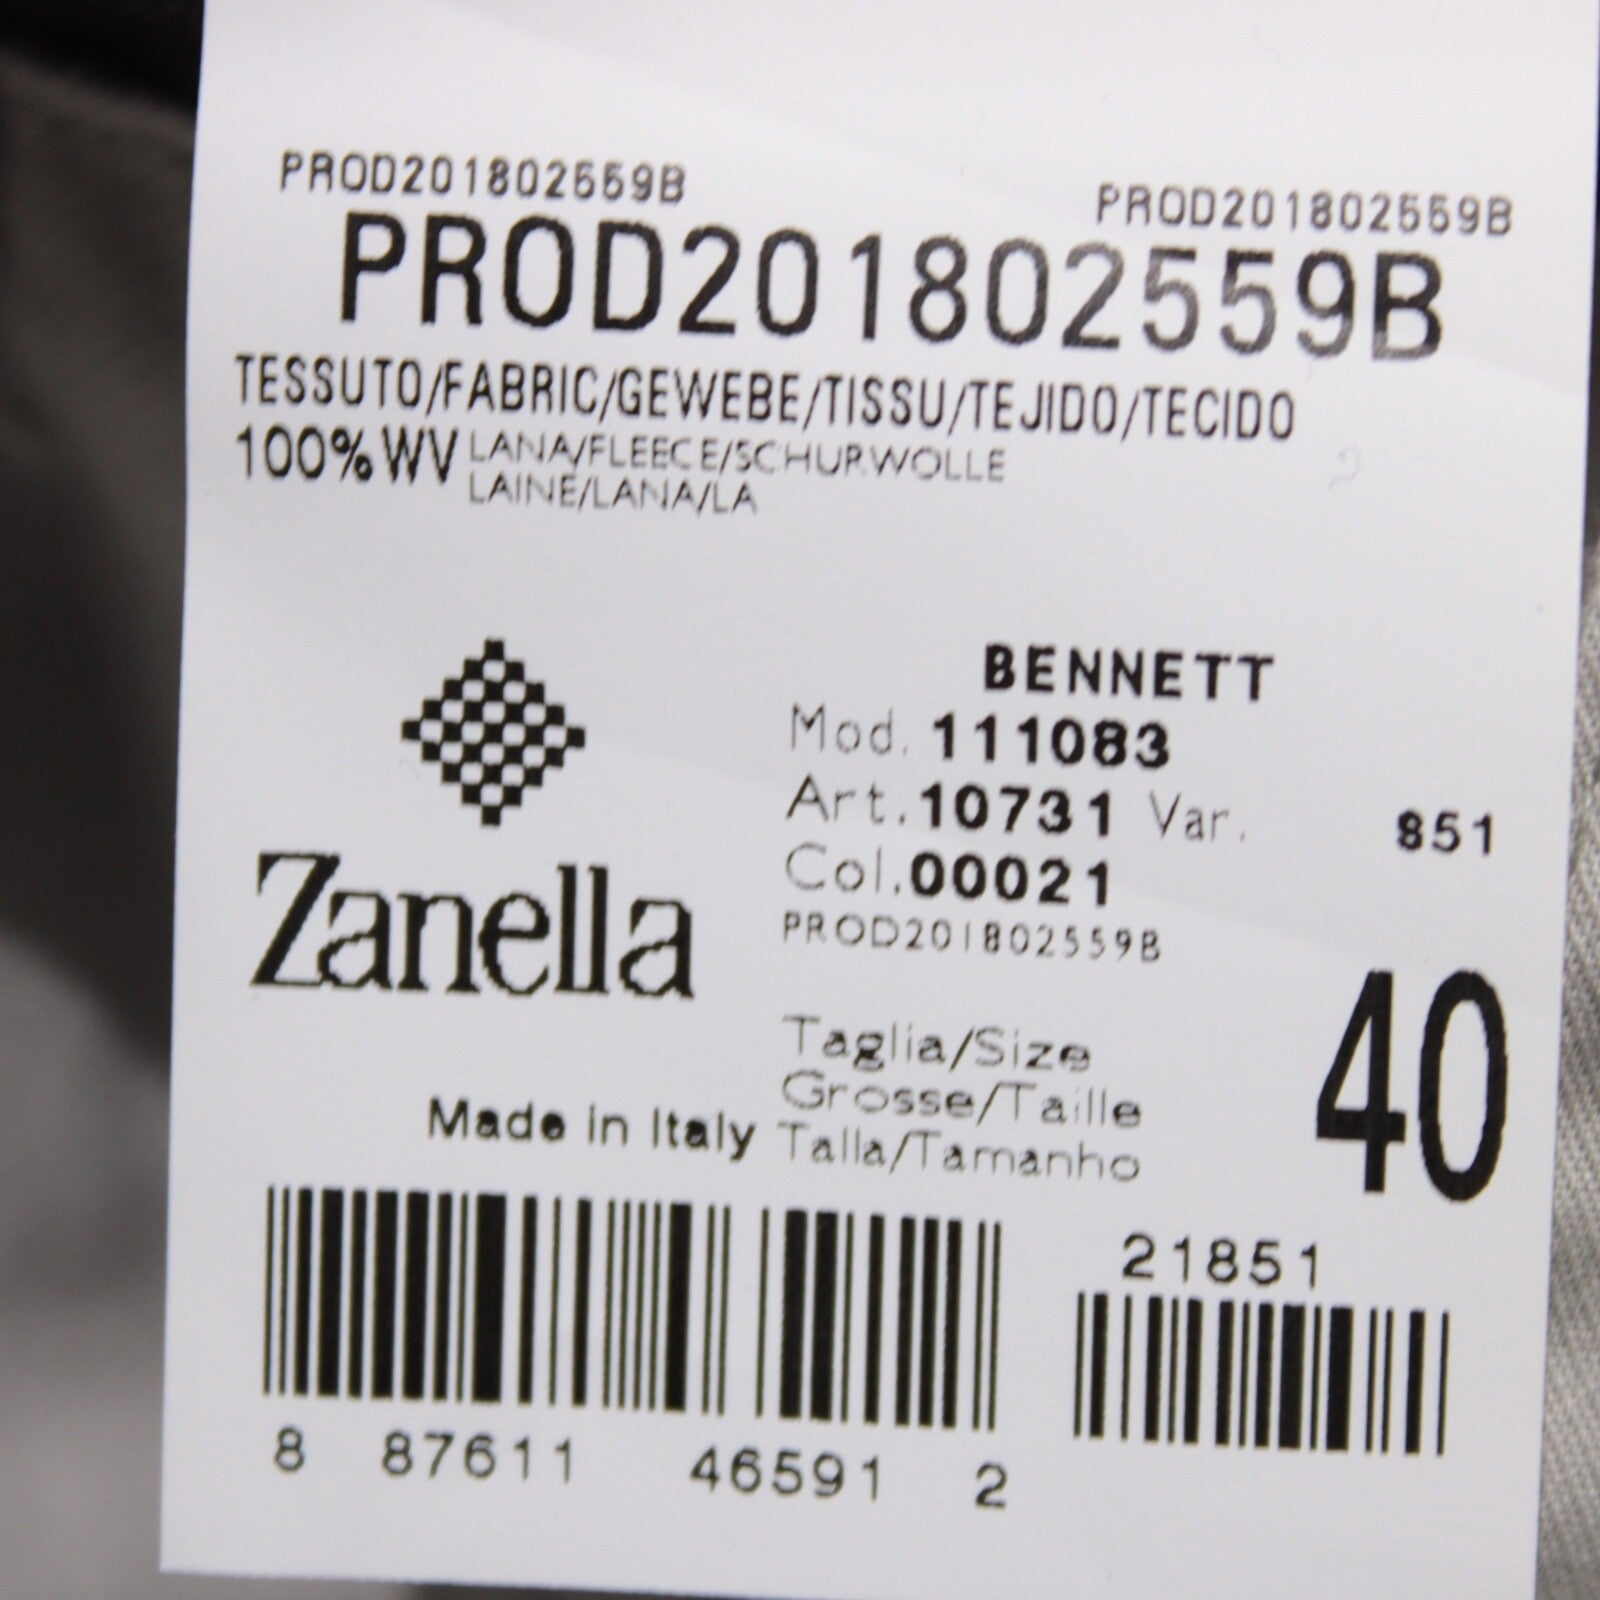 PROD201802559B
PROD201802559B
PROD201802559B
TESSUTO/FABRIC/GEWEBE/TISSU/TEJIDO/TECIDO
100% WV LANA/FLEECE/SCHURWOLLE
LAINE/LANA/LA
BENNETT
Mod. 111083
Art. 10731 Var. 851
Col. 00021
PROD201802559B
Zanella
Taglia/Size
Grosse/Taille
Talla/Tamanho
40
Made in Italy
21851
8 87611 46591 2